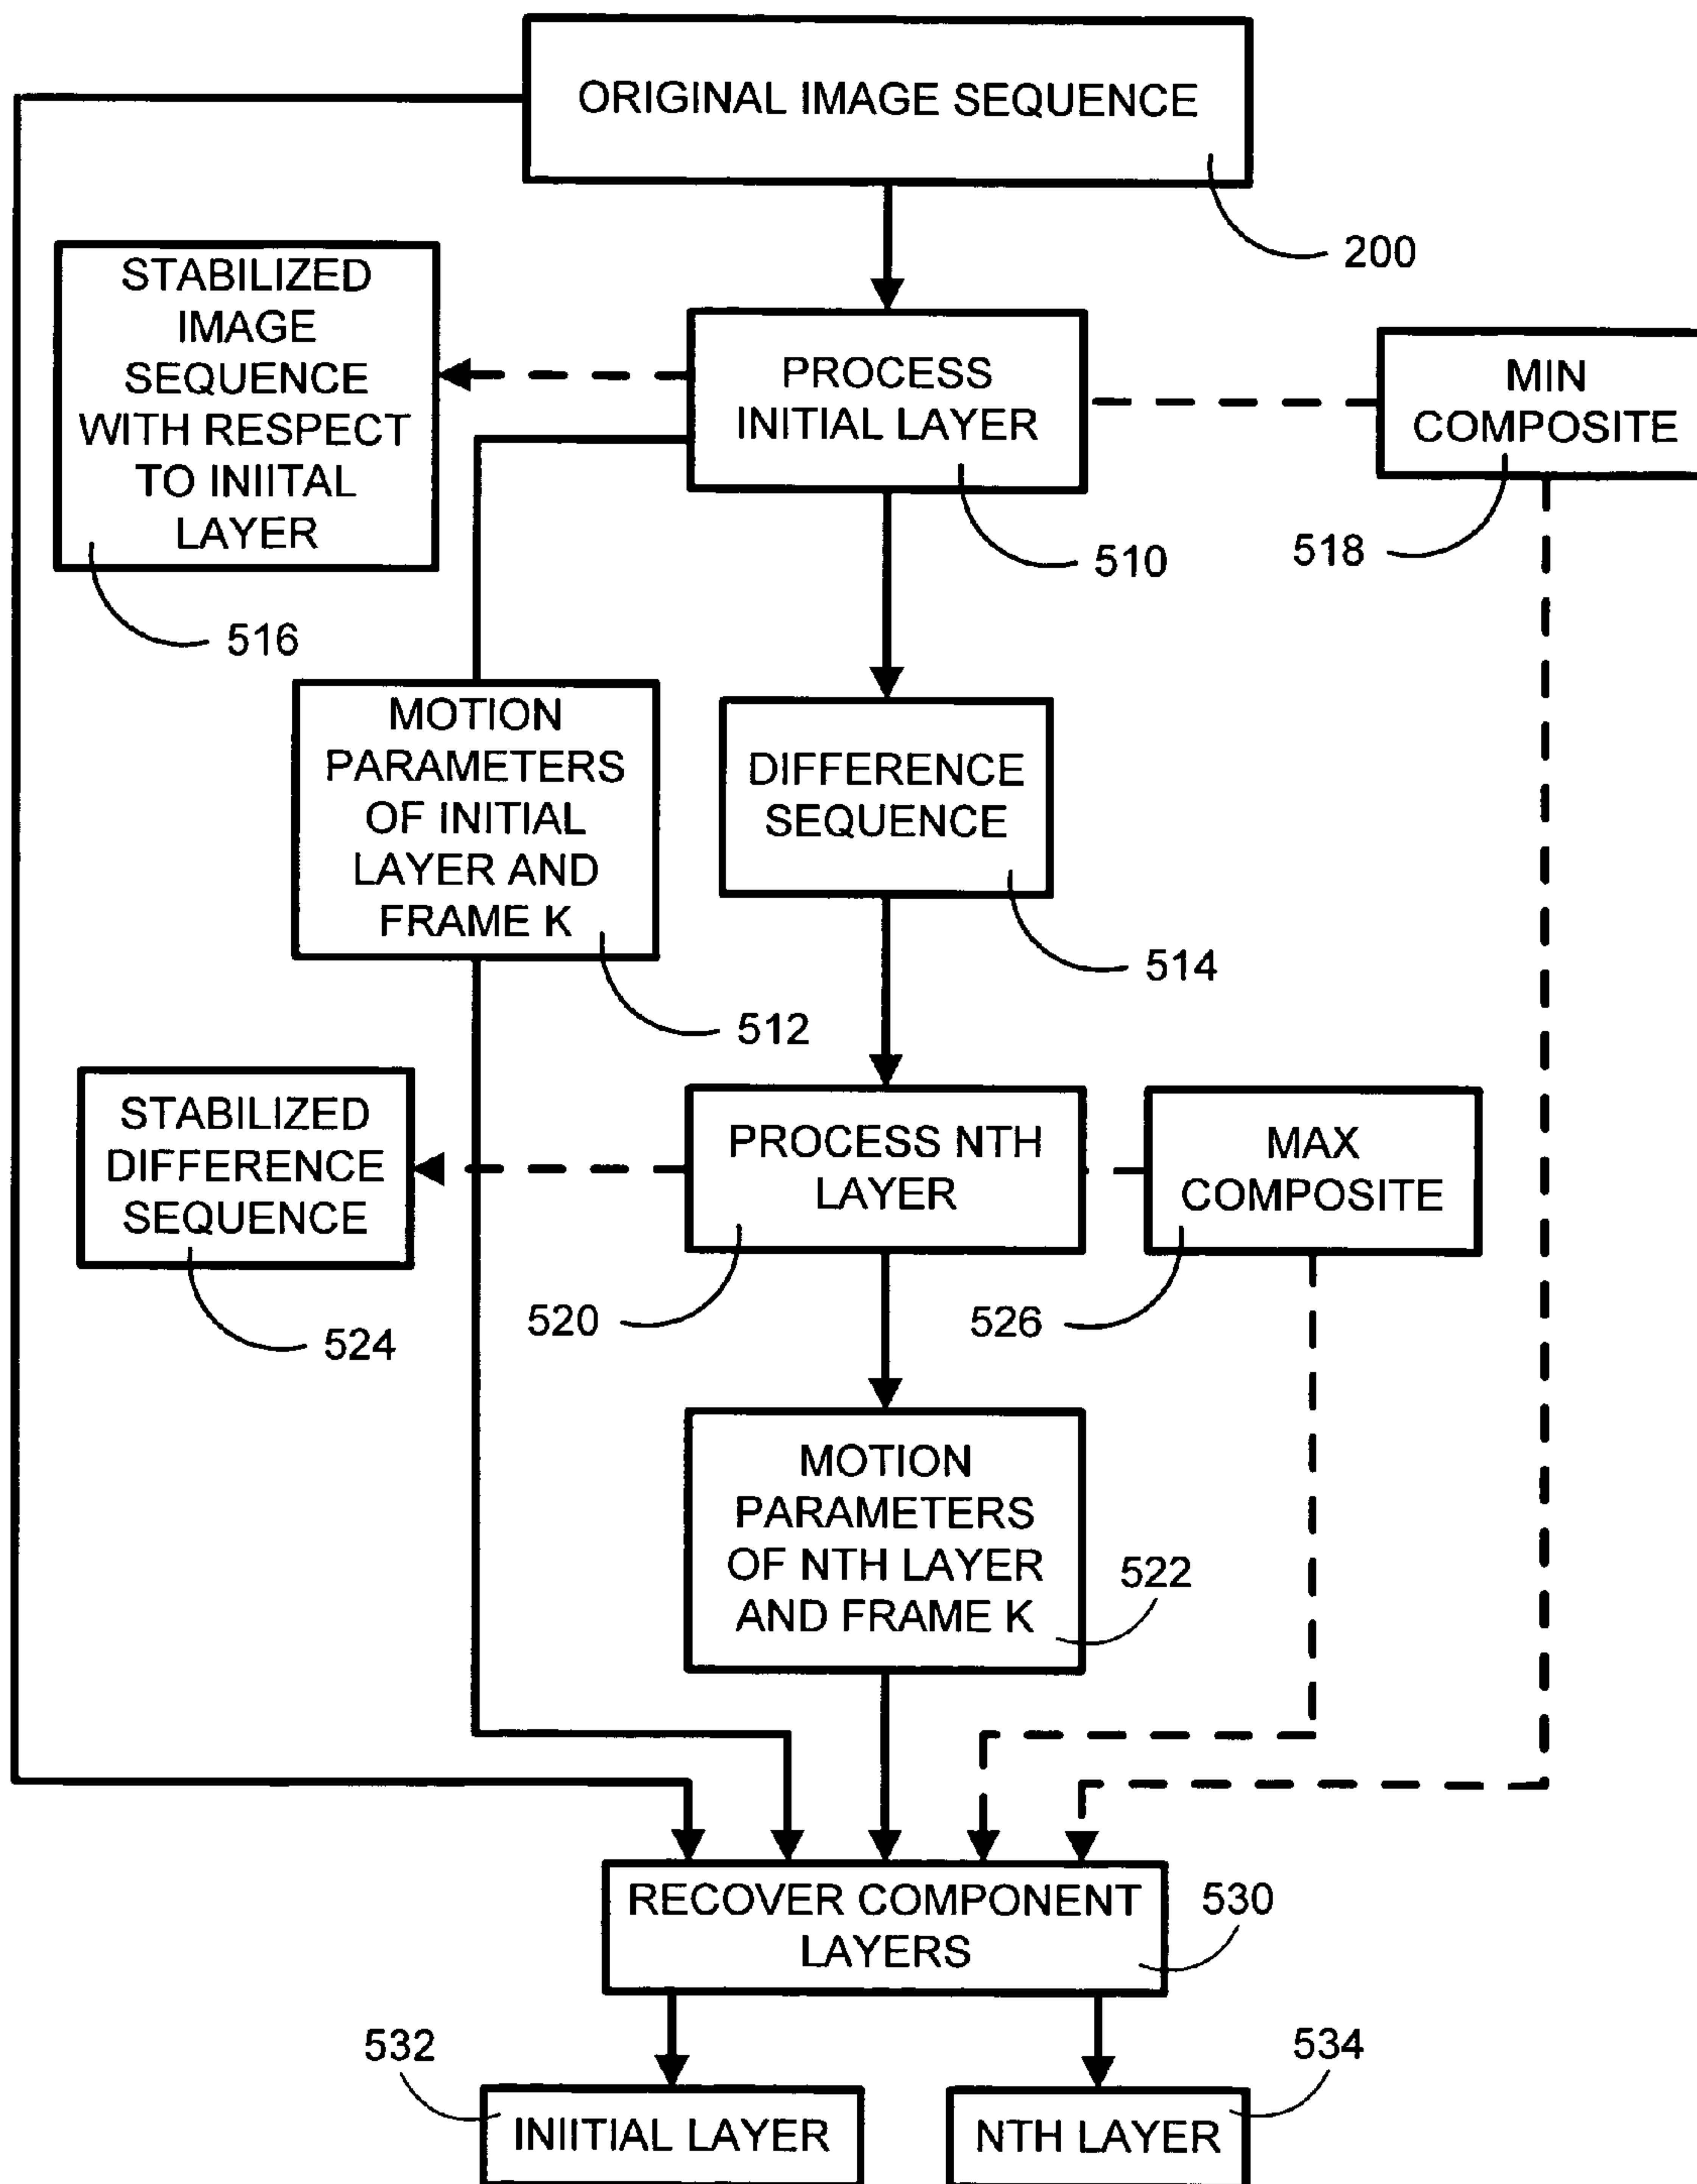 ORIGINAL IMAGE SEQUENCE
200
STABILIZED
IMAGE
SEQUENCE
WITH RESPECT
TO INIITAL
LAYER
516
PROCESS
INITIAL LAYER
510
MIN
COMPOSITE
518
MOTION
PARAMETERS
OF INITIAL
LAYER AND
FRAME K
512
DIFFERENCE
SEQUENCE
514
STABILIZED
DIFFERENCE
SEQUENCE
524
PROCESS NTH
LAYER
520
MAX
COMPOSITE
526
MOTION
PARAMETERS
OF NTH LAYER
AND FRAME K
522
RECOVER COMPONENT
LAYERS
530
532
INIITIAL LAYER
534
NTH LAYER